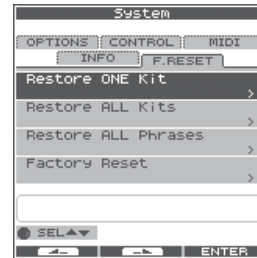 System
OPTIONS CONTROL MIDI
INFO F.RESET
Restore ONE Kit
>
Restore ALL Kits
>
Restore ALL Phrases
>
Factory Reset
>
SEL▲▼
ENTER